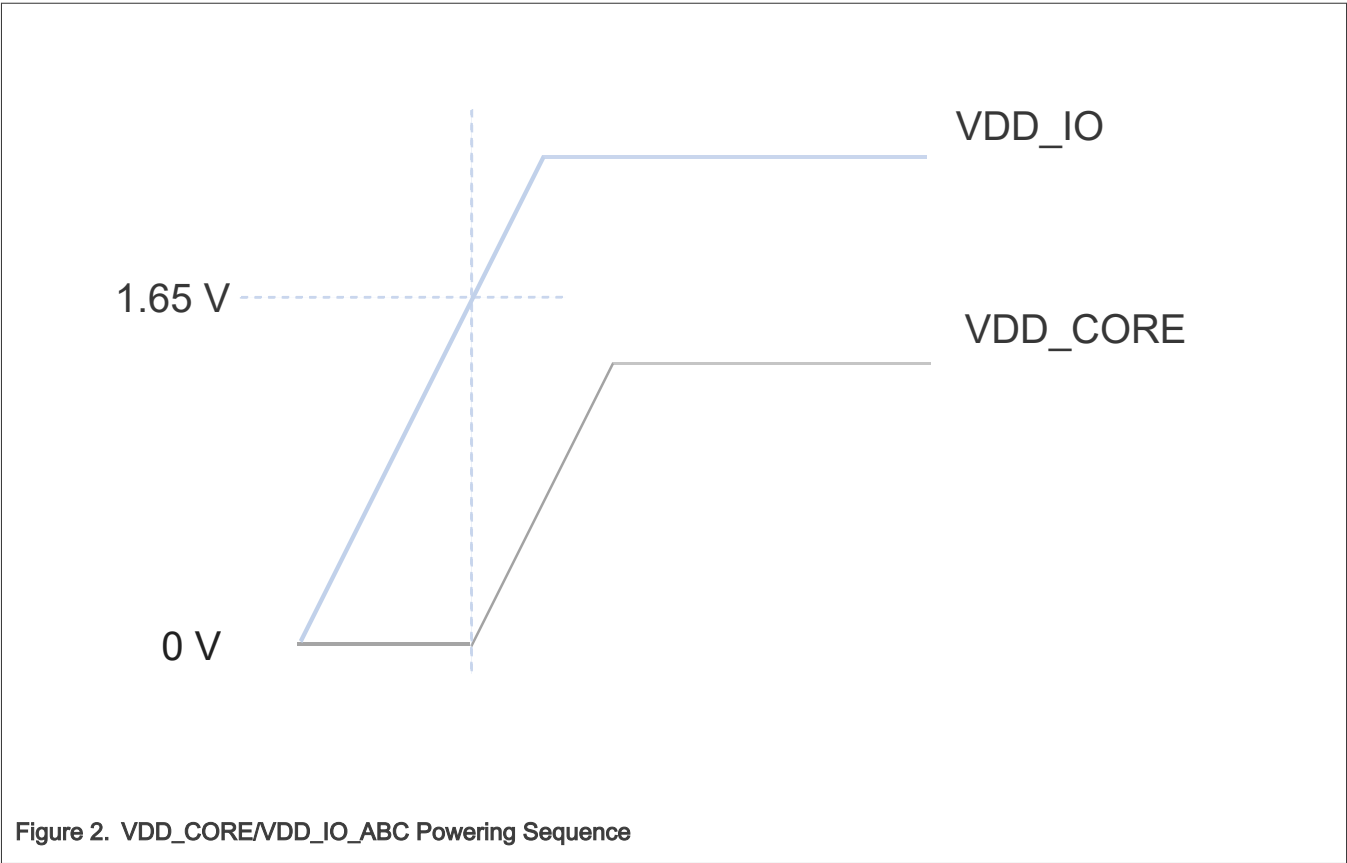 VDD_IO
1.65 V
VDD_CORE
0 V
Figure 2. VDD_CORE/VDD_IO_ABC Powering Sequence